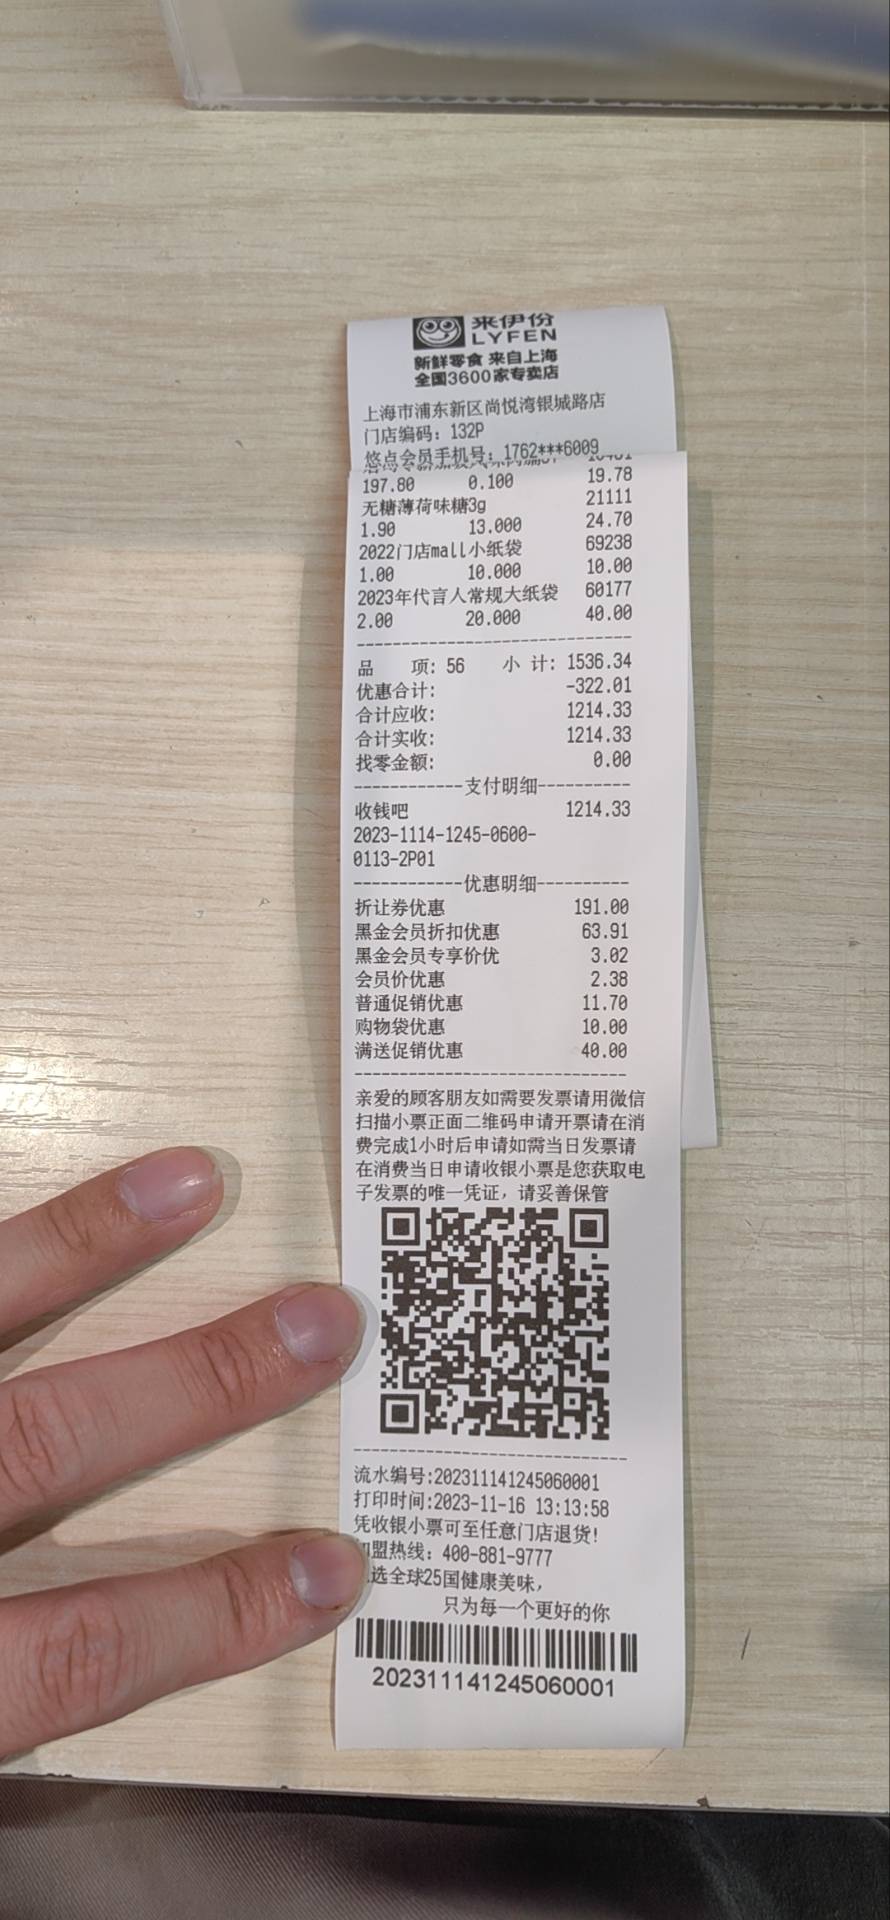 来伊份
LYFEN
新鲜零食 来自上海
全国3600家专卖店
上海市浦东新区尚悦湾银城路店
门店编码: 132P
悠点会员手机号: 1762***6009
197.80 0.100 19.78
无糖薄荷味糖3g 21111
1.90 13.000 24.70
2022门店mall小纸袋 69238
1.00 10.000 10.00
2023年代言人常规大纸袋 60177
2.00 20.000 40.00
品 项: 56 小 计: 1536.34
优惠合计: -322.01
合计应收: 1214.33
合计实收: 1214.33
找零金额: 0.00
------------支付明细----------
收钱吧 1214.33
2023-1114-1245-0600-
0113-2P01
------------优惠明细----------
折让券优惠 191.00
黑金会员折扣优惠 63.91
黑金会员专享价优 3.02
会员价优惠 2.38
普通促销优惠 11.70
购物袋优惠 10.00
满送促销优惠 40.00
亲爱的顾客朋友如需要发票请用微信
扫描小票正面二维码申请开票请在消
费完成1小时后申请如需当日发票请
在消费当日申请收银小票是您获取电
子发票的唯一凭证，请妥善保管
流水编号:202311141245060001
打印时间:2023-11-16 13:13:58
凭收银小票可至任意门店退货!
盟热线: 400-881-9777
选全球25国健康美味,
只为每一个更好的你
202311141245060001